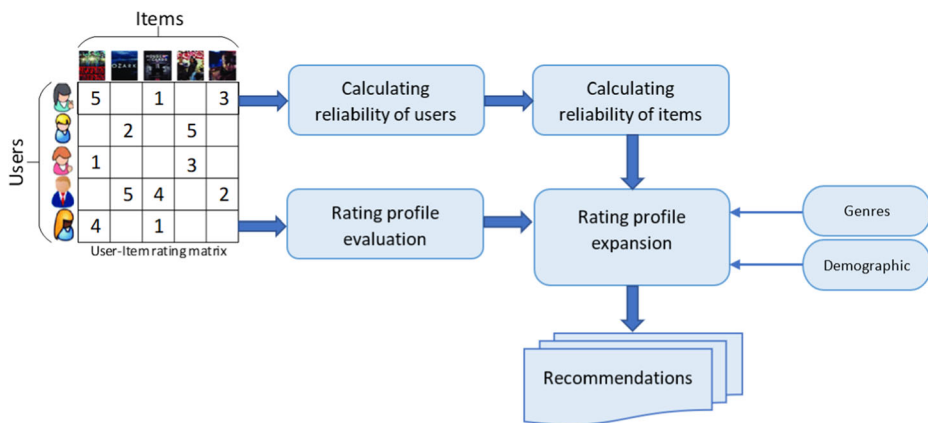 Items
OZARK
Users
5 1 3
2 5
1 3
5 4 2
4 1
User-Item rating matrix
Calculating
reliability of users
Calculating
reliability of items
Rating profile
evaluation
Rating profile
expansion
Genres
Demographic
Recommendations